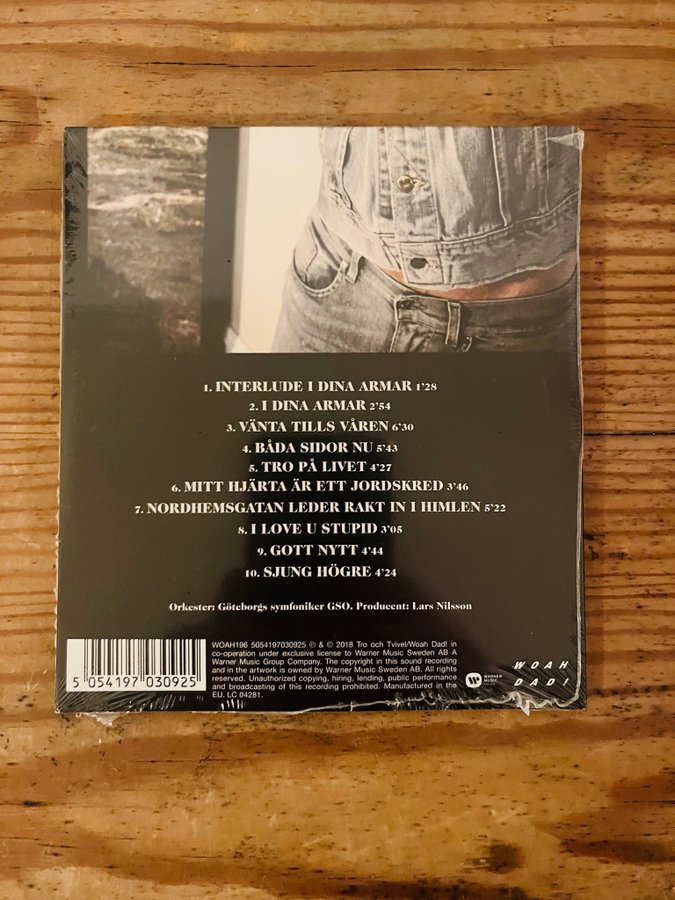 1. INTERLUDE I DINA ARMAR 1'28
2. I DINA ARMAR 2'54
3. VÄNTA TILLS VÅREN 6'30
4. BÅDA SIDOR NU 5'43
5. TRO PÅ LIVET 4'27
6. MITT HJÄRTA ÄR ETT JORDSKRED 3'46
7. NORDHEMSGATAN LEDER RAKT IN I HIMLEN 5'22
8. I LOVE U STUPID 3'05
9. GOTT NYTT 4'44
10. SJUNG HÖGRE 4'24
Orkester: Göteborgs symfoniker GSO. Producent: Lars Nilsson
5 054197 030925
WOAH196 5054197030925 ℗ & © 2018 Tro och Tvivel/Woah Dad! in
co-operation under exclusive license to Warner Music Sweden AB A
Warner Music Group Company. The copyright in this sound recording
and in the artwork is owned by Warner Music Sweden AB. All rights
reserved. Unauthorized copying, hiring, lending, public performance
and broadcasting of this recording prohibited. Manufactured in the
EU. LC 04281.
WARNER
MUSIC
WOAH
DAD!